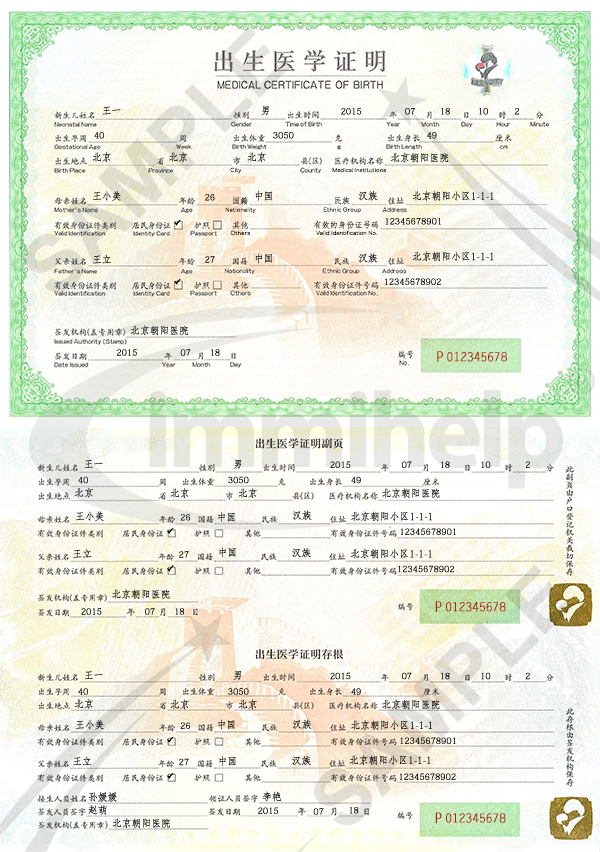 出生医学证明
MEDICAL CERTIFICATE OF BIRTH
新生儿姓名 王一 性别 男 出生时间 2015 年 07 月 18 日 10 时 2 分
Neonatal Name Gender Time of Birth Year Month Day Hour Minute
出生孕周 40 周 出生体重 3050 克 出生身长 49 厘米
Gestational Age Week Birth Weight g Birth Length cm
出生地点 北京 省 北京 市 县(区) 医疗机构名称 北京朝阳医院
Birth Place Province City County Medical Institutions
母亲姓名 王小美 年龄 26 国籍 中国 民族 汉族 住址 北京朝阳小区1-1-1
Mother's Name Age Nationality Ethnic Group Address
有效身份证件类别 居民身份证 ✔ 护照 □ 其他 有效的身份证号码 12345678901
Valid Identification Identity Card Passport Others Valid Identification No.
父亲姓名 王立 年龄 27 国籍 中国 民族 汉族 住址 北京朝阳小区1-1-1
Father's Name Age Nationality Ethnic Group Address
有效身份证件类别 居民身份证 ✔ 护照 □ 其他 有效身份证件号码 12345678902
Valid Identification Identity Card Passport Others Valid Identification No.
签发机构(盖专用章) 北京朝阳医院
Issued Authority (Stamp)
签发日期 2015 年 07 月 18 日 编号 P 012345678
Date Issued Year Month Day No.
SAMPLE
immihelp
®
出生医学证明副页
新生儿姓名 王一 性别 男 出生时间 2015 年 07 月 18 日 10 时 2 分
出生孕周 40 周 出生体重 3050 克 出生身长 49 厘米
出生地点 北京 省 北京 市 县(区) 医疗机构名称 北京朝阳医院
母亲姓名 王小美 年龄 26 国籍 中国 民族 汉族 住址 北京朝阳小区1-1-1
有效身份证件类别 居民身份证 ✔ 护照 □ 其他 有效身份证件号码 12345678901
父亲姓名 王立 年龄 27 国籍 中国 民族 汉族 住址 北京朝阳小区1-1-1
有效身份证件类别 居民身份证 ✔ 护照 □ 其他 有效身份证件号码 12345678902
签发机构(盖专用章) 北京朝阳医院
签发日期 2015 年 07 月 18 日 编号 P 012345678
此副页由户口登记机关裁切保存
SAMPLE
出生医学证明存根
新生儿姓名 王一 性别 男 出生时间 2015 年 07 月 18 日 10 时 2 分
出生孕周 40 周 出生体重 3050 克 出生身长 49 厘米
出生地点 北京 省 北京 市 北京 县(区) 医疗机构名称 北京朝阳医院
母亲姓名 王小美 年龄 26 国籍 中国 民族 汉族 住址 北京朝阳小区1-1-1
有效身份证件类别 居民身份证 ✔ 护照 □ 其他 有效身份证件号码 12345678901
父亲姓名 王立 年龄 27 国籍 中国 民族 汉族 住址 北京朝阳小区1-1-1
有效身份证件类别 居民身份证 ✔ 护照 □ 其他 有效身份证件号码 12345678902
接生人员姓名 孙媛媛 领证人员签字 李艳
签发人员签字 赵萌 签发日期 2015 年 07 月 18 日 编号 P 012345678
签发机构(盖专用章) 北京朝阳医院
此存根由签发机构保存
SAMPLE